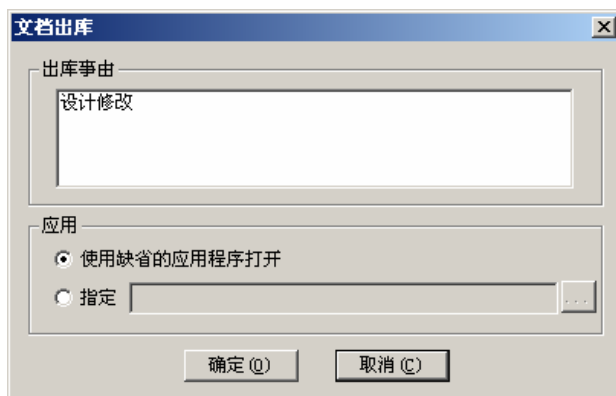 文档出库
出库事由
设计修改
应用
使用缺省的应用程序打开
指定
...
确定(O)
取消(C)